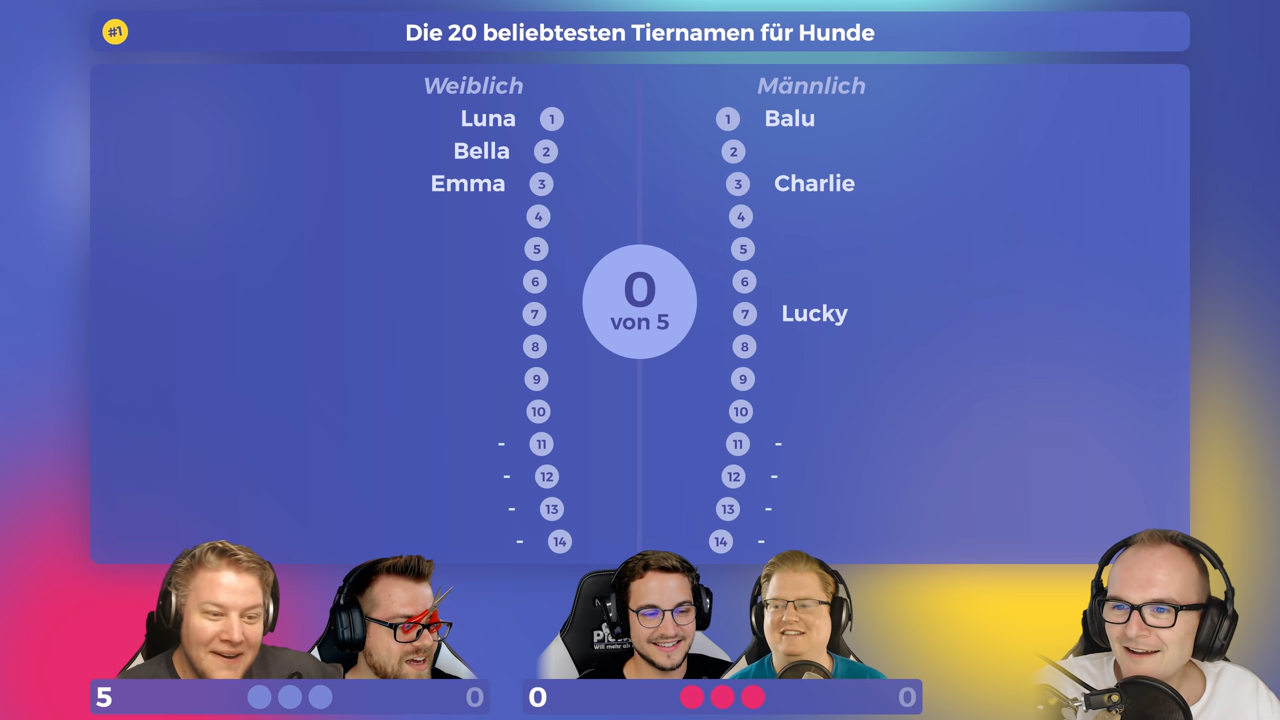 #1
Die 20 beliebtesten Tiernamen für Hunde
Weiblich
Männlich
Luna 1
1 Balu
Bella 2
2
Emma 3
3 Charlie
4
4
5
5
6
6
7
7 Lucky
8
8
9
9
10
10
- 11
11 -
- 12
12 -
- 13
13 -
- 14
14 -
0
von 5
Will mehr
5
0
0
0